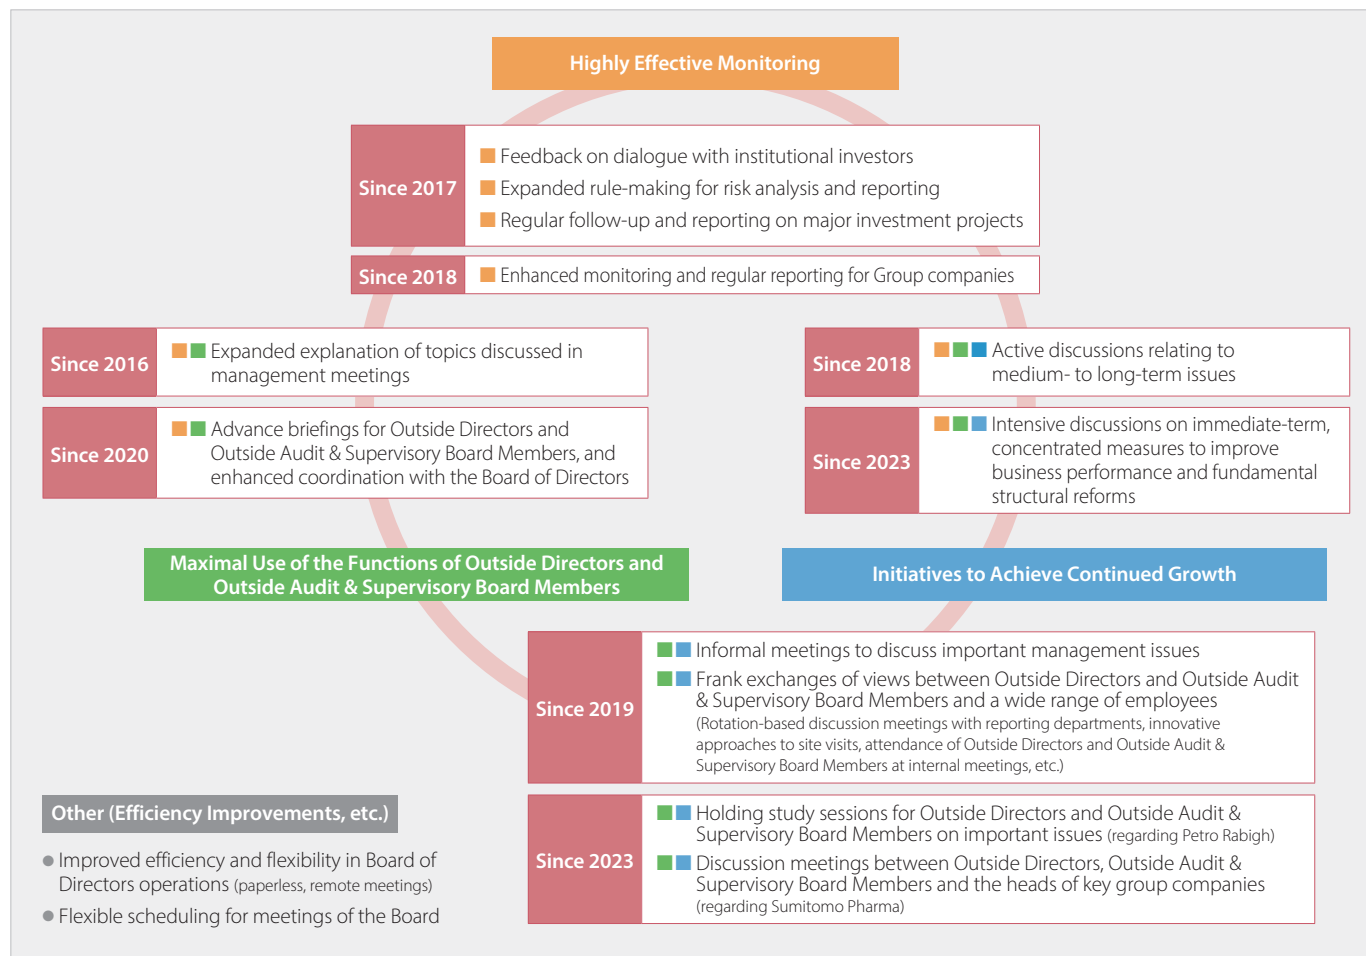 Highly Effective Monitoring
Since 2017
Feedback on dialogue with institutional investors
Expanded rule-making for risk analysis and reporting
Regular follow-up and reporting on major investment projects
Since 2018
Enhanced monitoring and regular reporting for Group companies
Since 2016
Expanded explanation of topics discussed in
management meetings
Since 2020
Advance briefings for Outside Directors and
Outside Audit & Supervisory Board Members, and
enhanced coordination with the Board of Directors
Since 2018
Active discussions relating to
medium- to long-term issues
Since 2023
Intensive discussions on immediate-term,
concentrated measures to improve
business performance and fundamental
structural reforms
Maximal Use of the Functions of Outside Directors and
Outside Audit & Supervisory Board Members
Initiatives to Achieve Continued Growth
Since 2019
Informal meetings to discuss important management issues
Frank exchanges of views between Outside Directors and Outside Audit
& Supervisory Board Members and a wide range of employees
(Rotation-based discussion meetings with reporting departments, innovative
approaches to site visits, attendance of Outside Directors and Outside Audit &
Supervisory Board Members at internal meetings, etc.)
Since 2023
Holding study sessions for Outside Directors and Outside Audit &
Supervisory Board Members on important issues (regarding Petro Rabigh)
Discussion meetings between Outside Directors, Outside Audit &
Supervisory Board Members and the heads of key group companies
(regarding Sumitomo Pharma)
Other (Efficiency Improvements, etc.)
● Improved efficiency and flexibility in Board of
Directors operations (paperless, remote meetings)
● Flexible scheduling for meetings of the Board